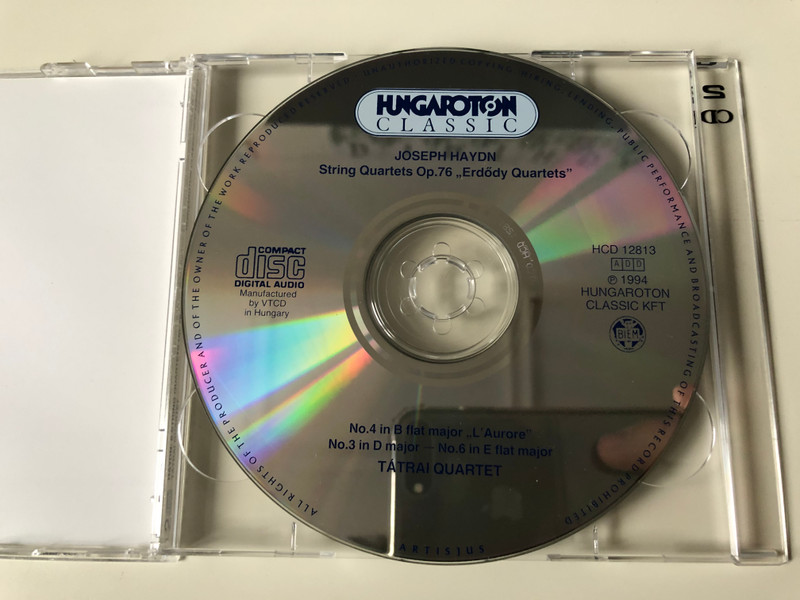 ALL RIGHTS OF THE PRODUCER AND OF THE OWNER OF THE WORK REPRODUCED RESERVED. UNAUTHORIZED COPYING, HIRING, LENDING, PUBLIC PERFORMANCE AND BROADCASTING OF THIS RECORD PROHIBITED
HUNGAROTON
CLASSIC
JOSEPH HAYDN
String Quartets Op.76 „Erdődy Quartets”
COMPACT
disc
DIGITAL AUDIO
Manufactured
by VTCD
in Hungary
HCD 12813
ADD
℗ 1994
HUNGAROTON
CLASSIC KFT
BIEM
No.4 in B flat major „L'Aurore”
No.3 in D major — No.6 in E flat major
TÁTRAI QUARTET
ARTISJUS
2
CD